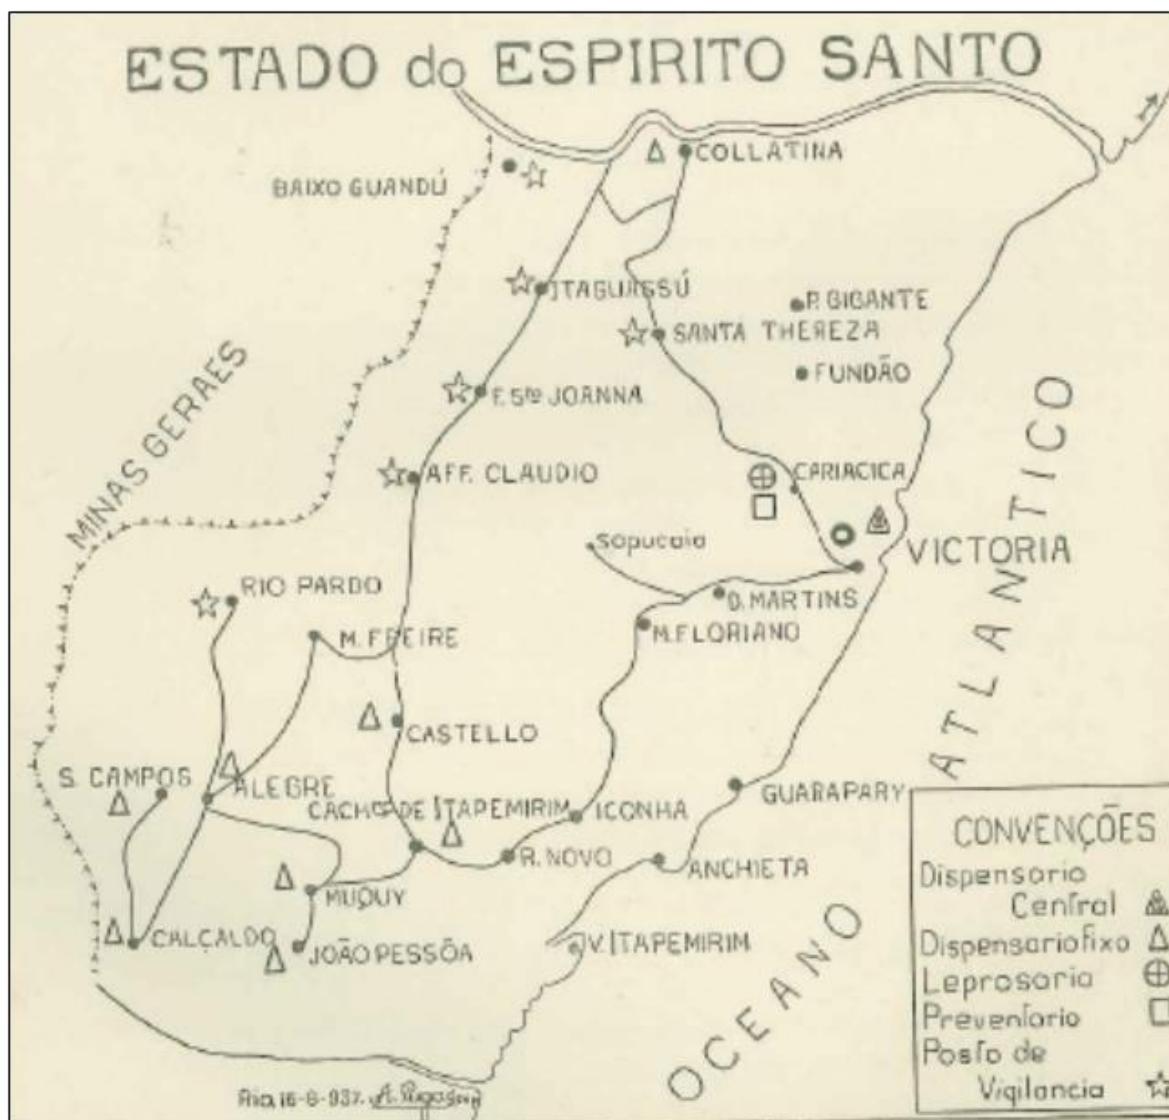 ESTADO do ESPIRITO SANTO
COLLATINA
BAIXO GUANDÚ
ITAGUASSÚ
P. GIGANTE
SANTA THEREZA
FUNDÃO
F. Sta JOANNA
MINAS GERAES
AFF. CLAUDIO
CARIACICA
Sapucaia
VICTORIA
RIO PARDO
D. MARTINS
M. FREIRE
M. FLORIANO
ATLANTICO
CASTELLO
S. CAMPOS
ALEGRE
GUARAPARY
CACHO DE ITAPEMIRIM
ICONHA
R. NOVO
ANCHIETA
MUQUY
CALÇALDO
JOÃO PESSÔA
V. ITAPEMIRIM
OCEANO
CONVENÇÕES
Dispensario
Central
Dispensario fixo
Leprosaria
Preventorio
Posto de
Vigilancia
Rio, 16-8-937.